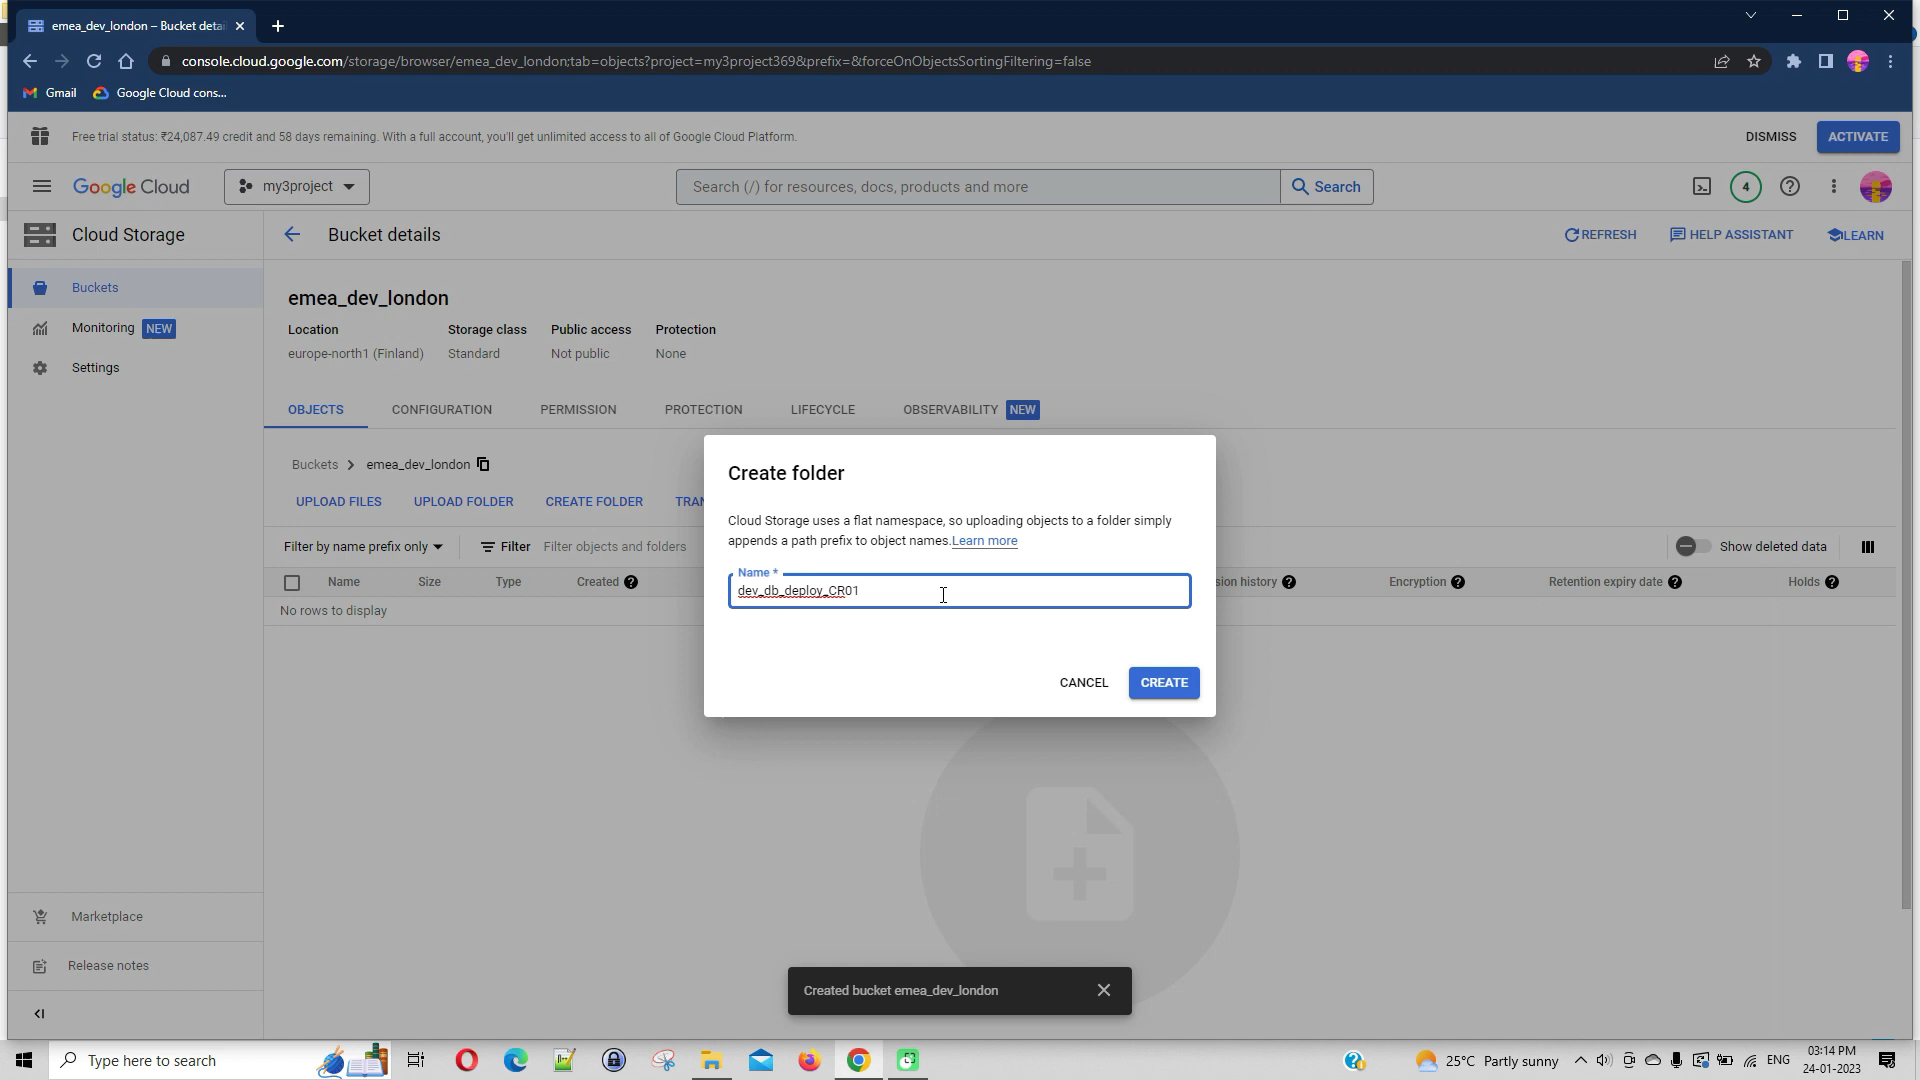 emea_dev_london – Bucket detai
console.cloud.google.com/storage/browser/emea_dev_london;tab=objects?project=my3project369&prefix=&forceOnObjectsSortingFiltering=false
Gmail Google Cloud cons...
Free trial status: ₹24,087.49 credit and 58 days remaining. With a full account, you'll get unlimited access to all of Google Cloud Platform. DISMISS ACTIVATE
Google Cloud my3project Search (/) for resources, docs, products and more Search 4
Cloud Storage Bucket details REFRESH HELP ASSISTANT LEARN
Buckets
Monitoring NEW
Settings
emea_dev_london
Location Storage class Public access Protection
europe-north1 (Finland) Standard Not public None
OBJECTS CONFIGURATION PERMISSION PROTECTION LIFECYCLE OBSERVABILITY NEW
Buckets emea_dev_london
UPLOAD FILES UPLOAD FOLDER CREATE FOLDER TRAN
Filter by name prefix only Filter Filter objects and folders Show deleted data
Name Size Type Created sion history Encryption Retention expiry date Holds
No rows to display
Create folder
Cloud Storage uses a flat namespace, so uploading objects to a folder simply
appends a path prefix to object names. Learn more
Name *
dev_db_deploy_CR01
CANCEL CREATE
Marketplace
Release notes
Created bucket emea_dev_london
Type here to search 25°C Partly sunny ENG 03:14 PM
24-01-2023